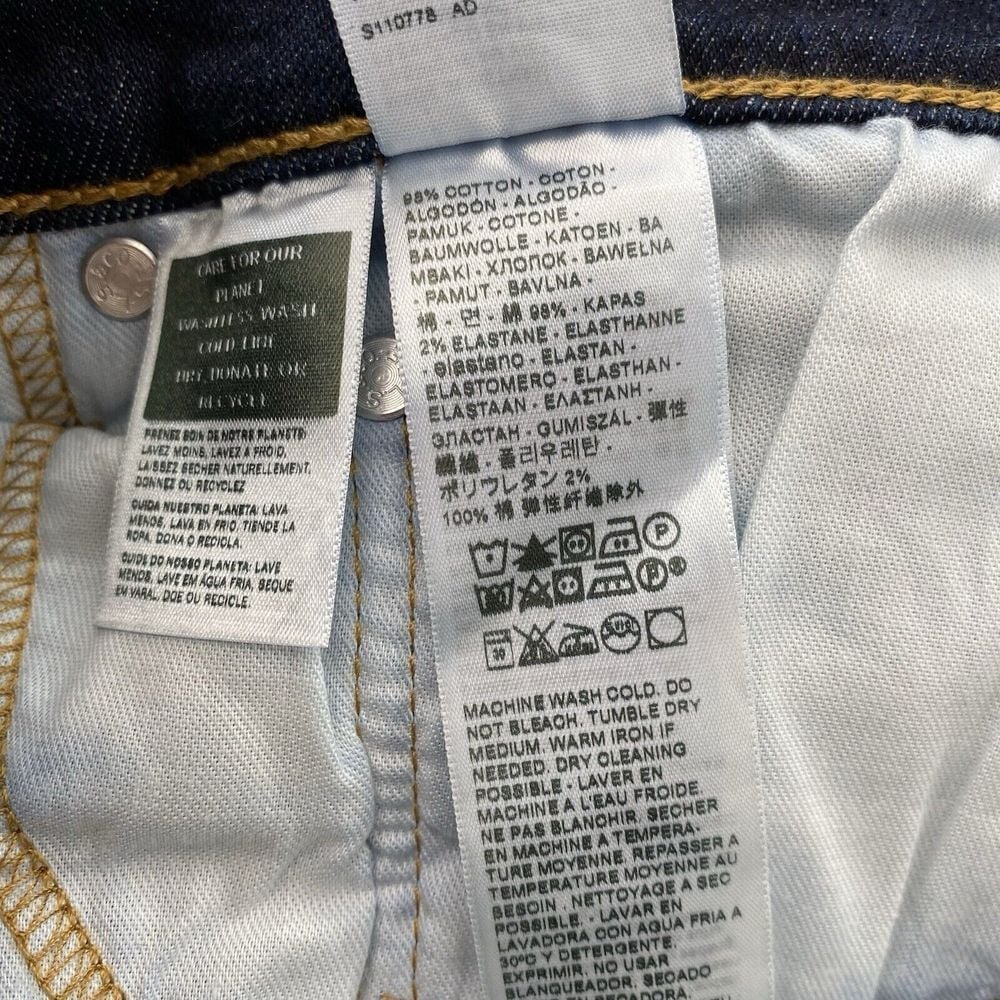 S110778 AD
CARE FOR OUR
PLANET
WASH LESS WASH
COLD LINE
DRY, DONATE OR
RECYCLE
PRENEZ SOIN DE NOTRE PLANETE:
LAVEZ MOINS, LAVEZ A FROID,
LAISSEZ SECHER NATURELLEMENT,
DONNEZ OU RECYCLEZ
CUIDA NUESTRO PLANETA: LAVA
MENOS, LAVA EN FRIO, TIENDE LA
ROPA, DONA O RECICLA.
CUIDE DO NOSSO PLANETA: LAVE
MENOS, LAVE EM ÁGUA FRIA, SEQUE
EM VARAL, DOE OU RECICLE.
98% COTTON - COTON -
ALGODÓN - ALGODÃO -
PAMUK - COTONE -
BAUMWOLLE - KATOEN - BA
MBAKI - ХЛОПОК - BAWEŁNA
- PAMUT - BAVLNA -
棉 - 면 - 綿 98% - KAPAS
2% ELASTANE - ELASTHANNE
- elastano - ELASTAN -
ELASTOMERO - ELASTHAN -
ELASTAAN - ΕΛΑΣΤΑΝΗ -
ЭЛАСТАН - GUMISZÁL - 彈性
纖維 - 폴리우레탄 -
ポリウレタン 2%
100% 棉 弹性纤维除外
P
P®
30
MACHINE WASH COLD. DO
NOT BLEACH. TUMBLE DRY
MEDIUM. WARM IRON IF
NEEDED. DRY CLEANING
POSSIBLE - LAVER EN
MACHINE A L'EAU FROIDE.
NE PAS BLANCHIR. SECHER
EN MACHINE A TEMPERA-
TURE MOYENNE. REPASSER A
TEMPERATURE MOYENNE AU
BESOIN. NETTOYAGE A SEC
POSSIBLE - LAVAR EN
LAVADORA CON AGUA FRIA A
30ºC Y DETERGENTE.
EXPRIMIR. NO USAR
BLANQUEADOR. SECADO
EN SECADORA.